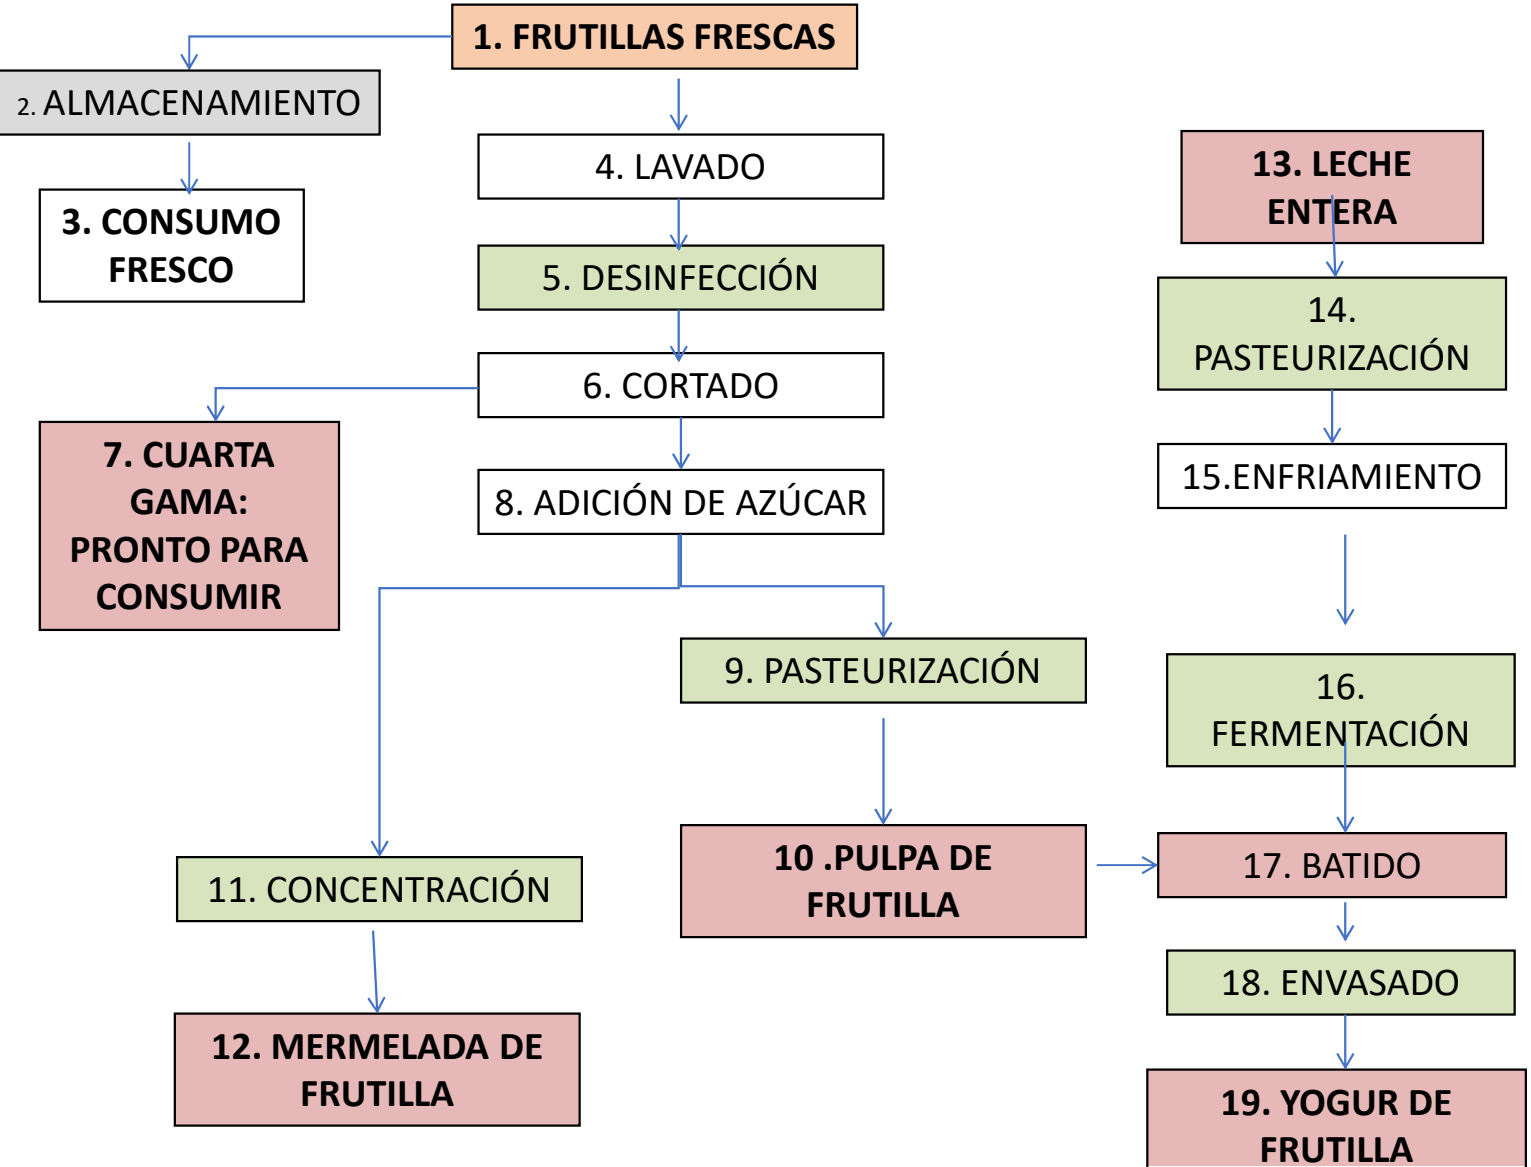 1. FRUTILLAS FRESCAS
2. ALMACENAMIENTO
3. CONSUMO
FRESCO
4. LAVADO
5. DESINFECCIÓN
6. CORTADO
7. CUARTA
GAMA:
PRONTO PARA
CONSUMIR
8. ADICIÓN DE AZÚCAR
9. PASTEURIZACIÓN
10 .PULPA DE
FRUTILLA
11. CONCENTRACIÓN
12. MERMELADA DE
FRUTILLA
13. LECHE
ENTERA
14.
PASTEURIZACIÓN
15.ENFRIAMIENTO
16.
FERMENTACIÓN
17. BATIDO
18. ENVASADO
19. YOGUR DE
FRUTILLA